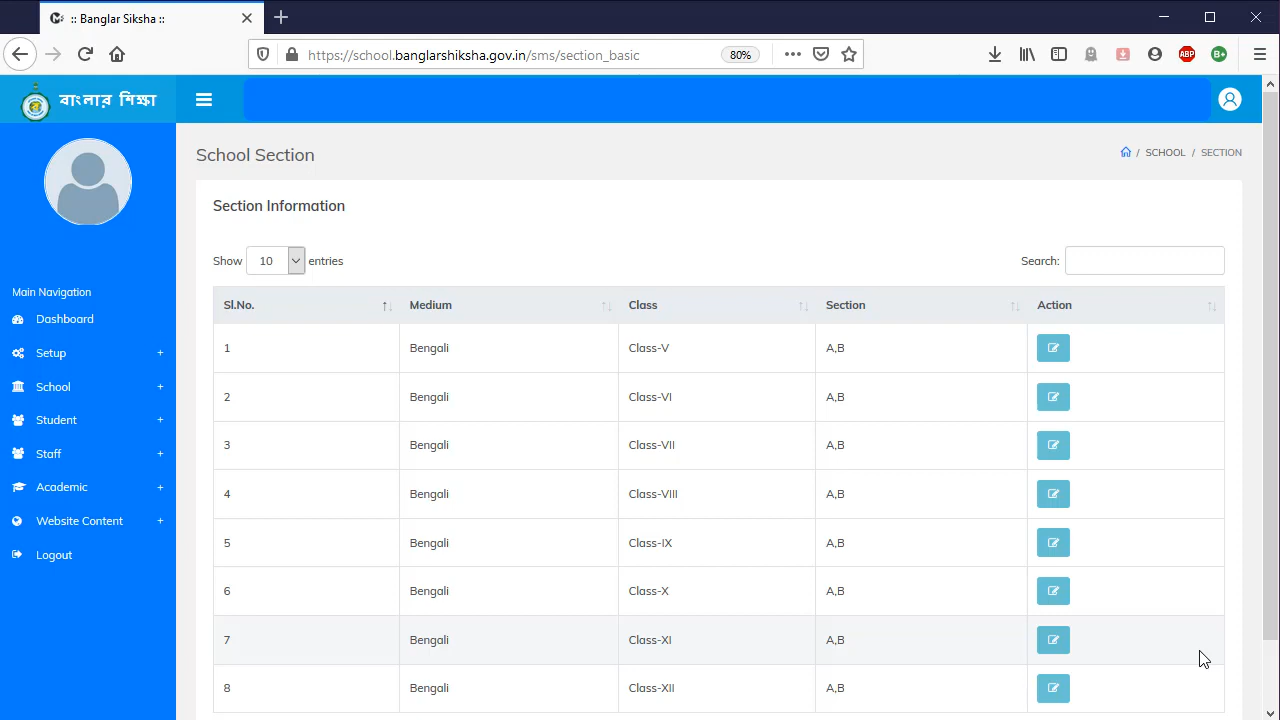 :: Banglar Siksha ::
https://school.banglarshiksha.gov.in/sms/section_basic
80%
ABP
B+
বাংলার শিক্ষা
School Section
/ SCHOOL / SECTION
Section Information
Show 10 entries
Search:
Sl.No. Medium Class Section Action
1 Bengali Class-V A,B
2 Bengali Class-VI A,B
3 Bengali Class-VII A,B
4 Bengali Class-VIII A,B
5 Bengali Class-IX A,B
6 Bengali Class-X A,B
7 Bengali Class-XI A,B
8 Bengali Class-XII A,B
Main Navigation
Dashboard
Setup +
School +
Student +
Staff +
Academic +
Website Content +
Logout